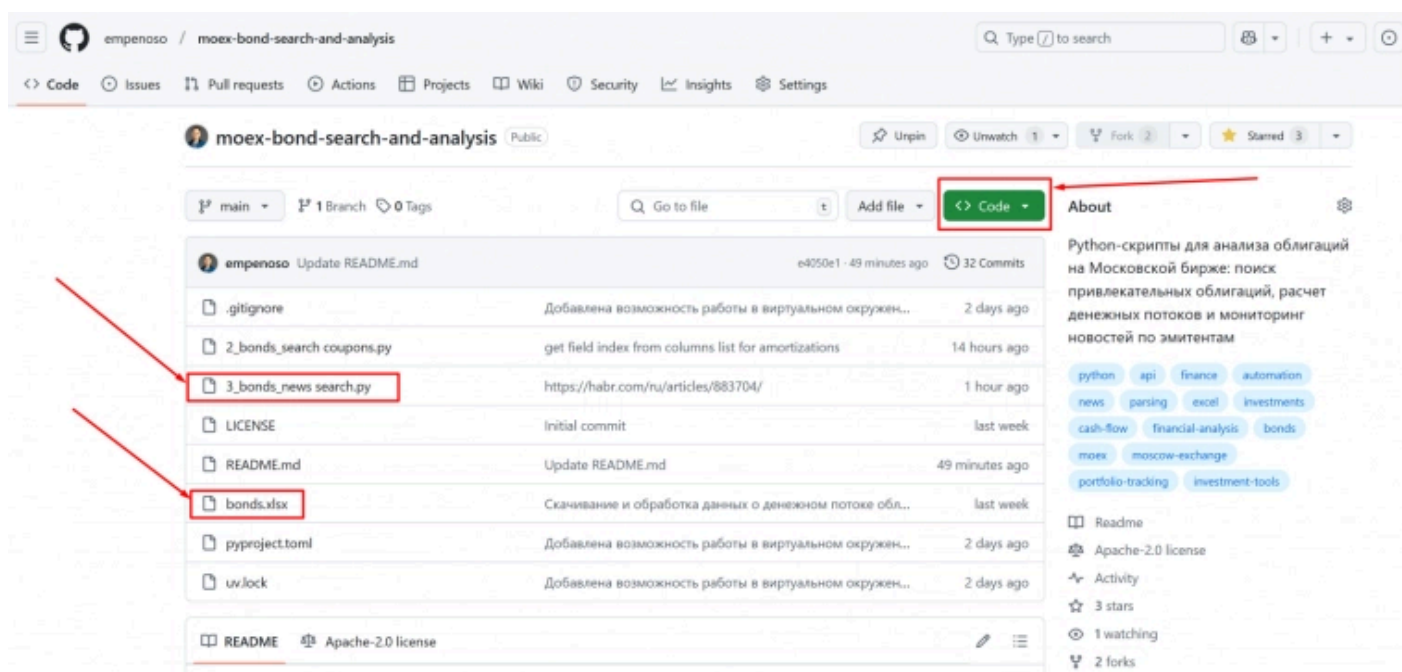 empenoso / moex-bond-search-and-analysis
Type / to search
Code Issues Pull requests Actions Projects Wiki Security Insights Settings
moex-bond-search-and-analysis Public
Unpin Unwatch 1 Fork 2 Starred 3
main 1 Branch 0 Tags Go to file t Add file Code
About
empenoso Update README.md e4050e1 · 49 minutes ago 32 Commits
Python-скрипты для анализа облигаций
на Московской бирже: поиск
привлекательных облигаций, расчет
денежных потоков и мониторинг
новостей по эмитентам
.gitignore Добавлена возможность работы в виртуальном окружен... 2 days ago
2_bonds_search coupons.py get field index from columns list for amortizations 14 hours ago
3_bonds_news search.py https://habr.com/ru/articles/883704/ 1 hour ago
LICENSE Initial commit last week
README.md Update README.md 49 minutes ago
bonds.xlsx Скачивание и обработка данных о денежном потоке обл... last week
pyproject.toml Добавлена возможность работы в виртуальном окружен... 2 days ago
uv.lock Добавлена возможность работы в виртуальном окружен... 2 days ago
python api finance automation
news parsing excel investments
cash-flow financial-analysis bonds
moex moscow-exchange
portfolio-tracking investment-tools
Readme
Apache-2.0 license
Activity
3 stars
1 watching
2 forks
README Apache-2.0 license